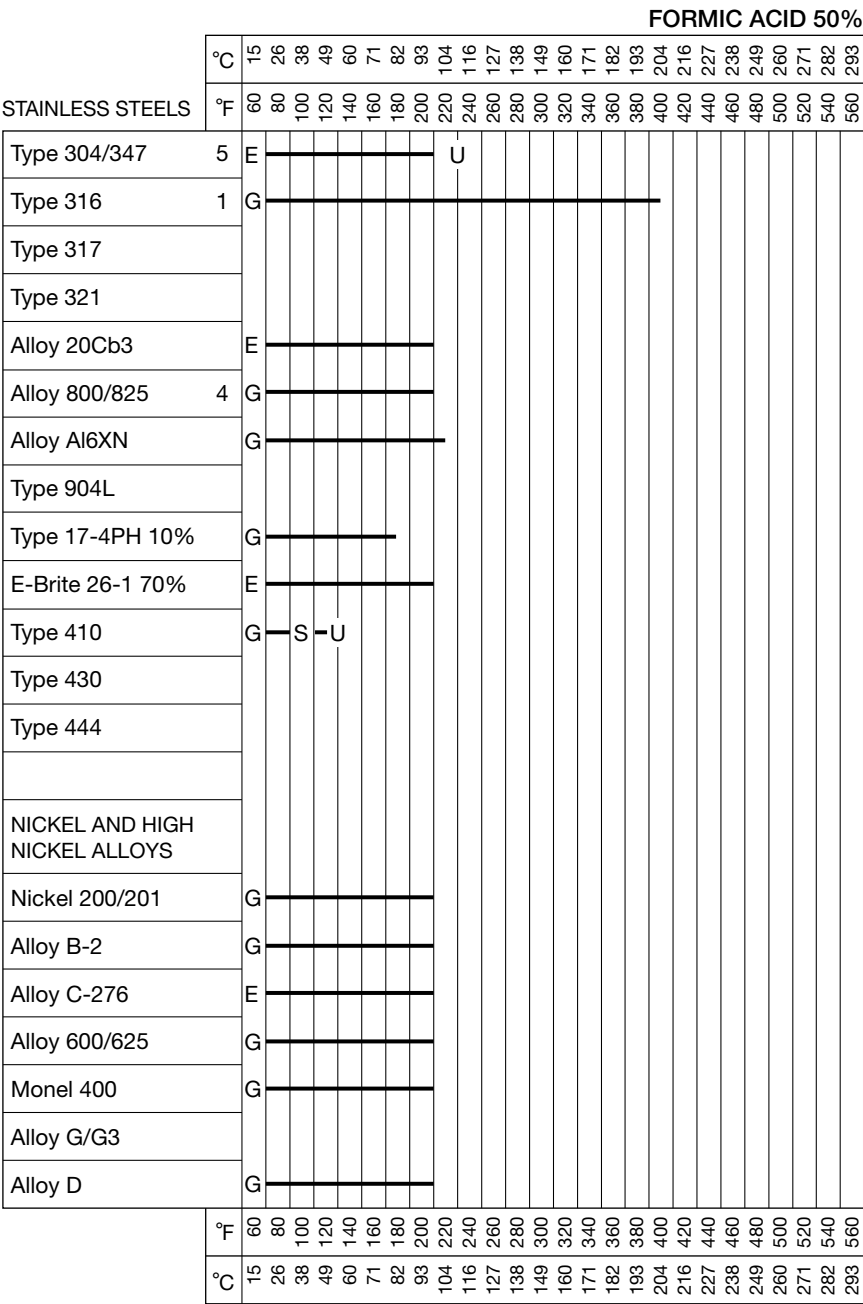 FORMIC ACID 50%
°C 15 26 38 49 60 71 82 93 104 116 127 138 149 160 171 182 193 204 216 227 238 249 260 271 282 293
STAINLESS STEELS °F 60 80 100 120 140 160 180 200 220 240 260 280 300 320 340 360 380 400 420 440 460 480 500 520 540 560
Type 304/347 5 E U
Type 316 1 G
Type 317
Type 321
Alloy 20Cb3 E
Alloy 800/825 4 G
Alloy Al6XN G
Type 904L
Type 17-4PH 10% G
E-Brite 26-1 70% E
Type 410 G S U
Type 430
Type 444
NICKEL AND HIGH
NICKEL ALLOYS
Nickel 200/201 G
Alloy B-2 G
Alloy C-276 E
Alloy 600/625 G
Monel 400 G
Alloy G/G3
Alloy D G
°F 60 80 100 120 140 160 180 200 220 240 260 280 300 320 340 360 380 400 420 440 460 480 500 520 540 560
°C 15 26 38 49 60 71 82 93 104 116 127 138 149 160 171 182 193 204 216 227 238 249 260 271 282 293